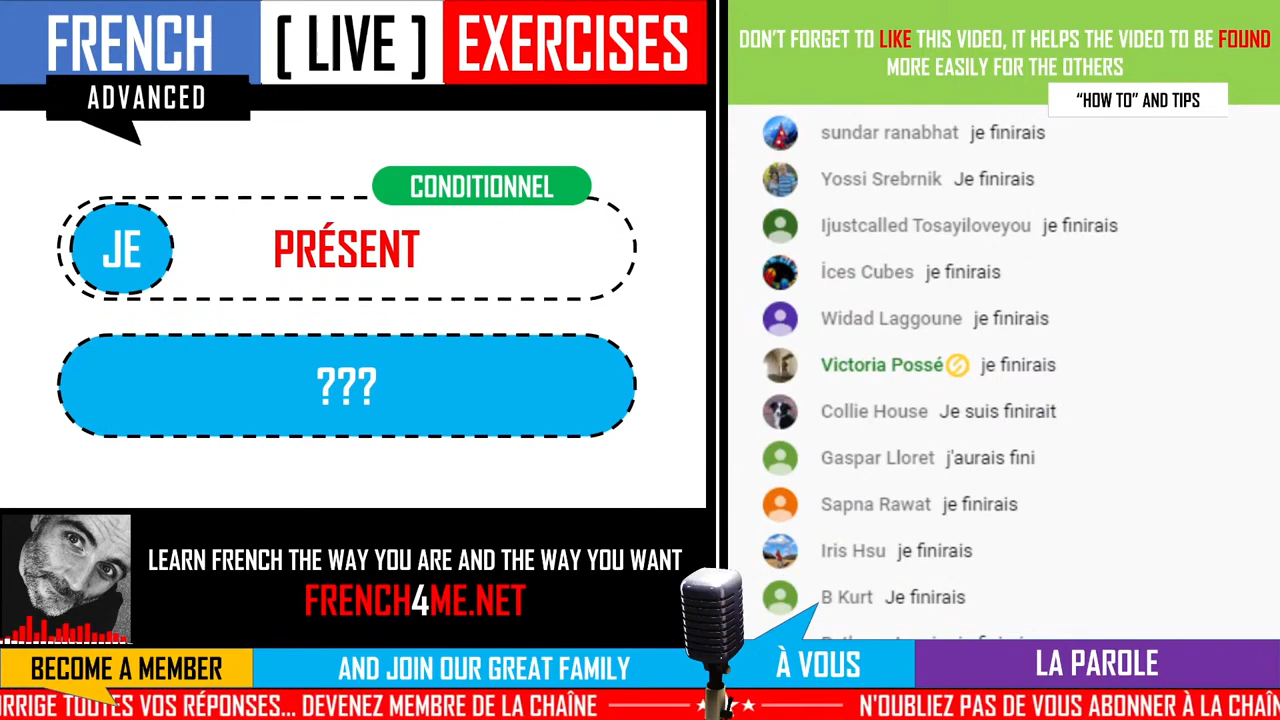 FRENCH
[ LIVE ]
EXERCISES
ADVANCED
CONDITIONNEL
JE
PRÉSENT
???
LEARN FRENCH THE WAY YOU ARE AND THE WAY YOU WANT
FRENCH4ME.NET
BECOME A MEMBER
AND JOIN OUR GREAT FAMILY
DON'T FORGET TO LIKE THIS VIDEO, IT HELPS THE VIDEO TO BE FOUND
MORE EASILY FOR THE OTHERS
“HOW TO” AND TIPS
sundar ranabhat je finirais
Yossi Srebrnik Je finirais
Ijustcalled Tosayiloveyou je finirais
İces Cubes je finirais
Widad Laggoune je finirais
Victoria Possé je finirais
Collie House Je suis finirait
Gaspar Lloret j'aurais fini
Sapna Rawat je finirais
Iris Hsu je finirais
B Kurt Je finirais
À VOUS
LA PAROLE
TOUTES VOS RÉPONSES... DEVENEZ MEMBRE DE LA CHAÎNE
N'OUBLIEZ PAS DE VOUS ABONNER À LA